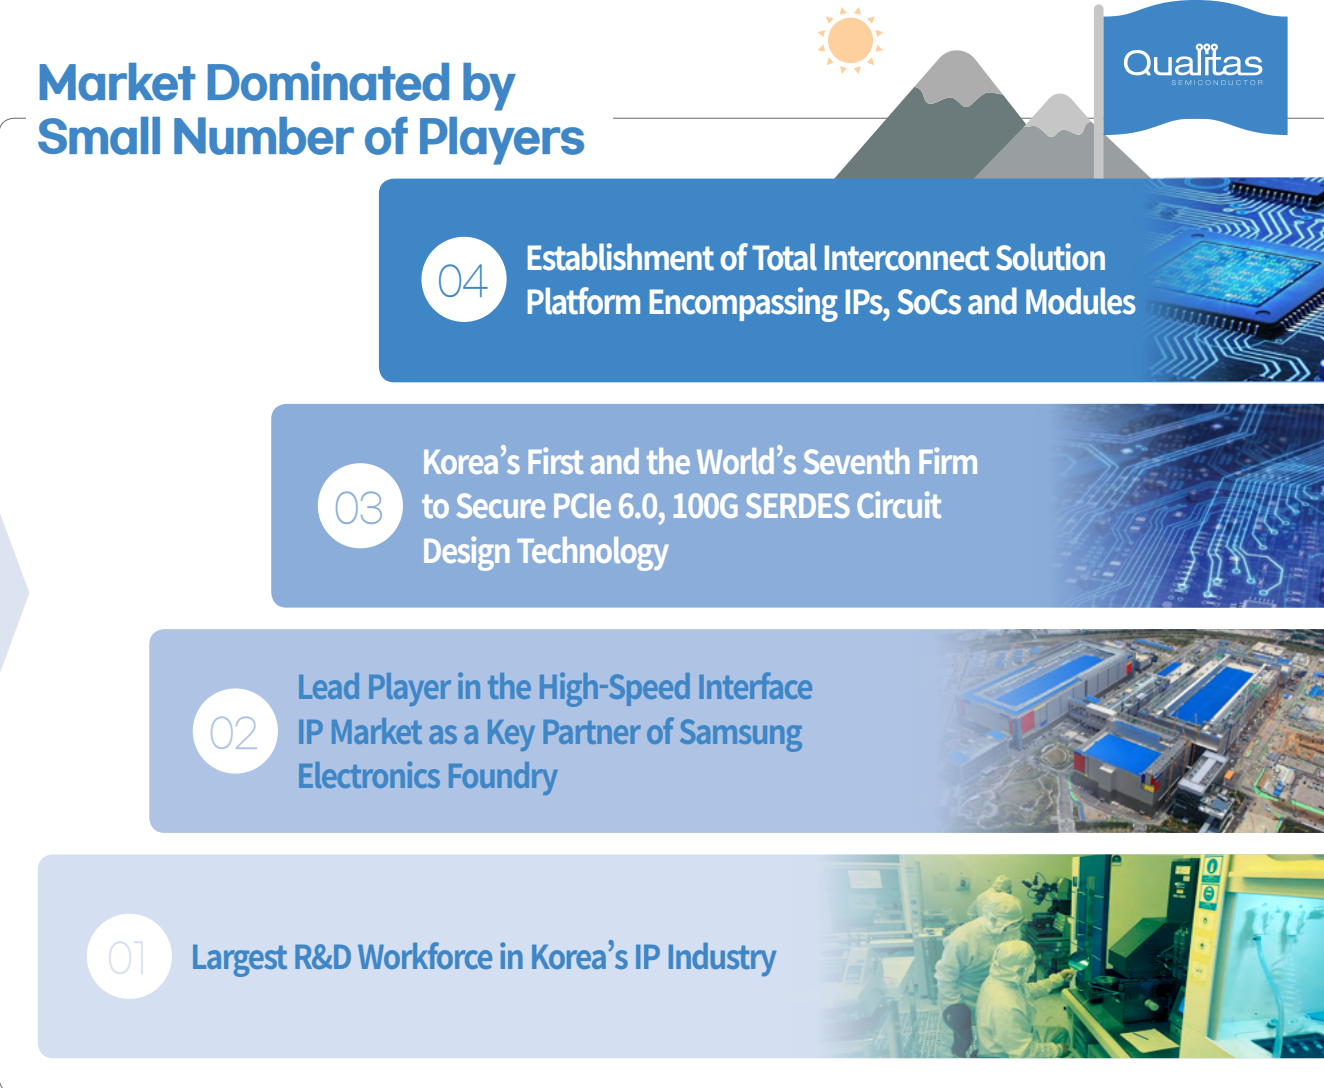 Market Dominated by
Small Number of Players
Qualitas
SEMICONDUCTOR
04
Establishment of Total Interconnect Solution
Platform Encompassing IPs, SoCs and Modules
03
Korea's First and the World's Seventh Firm
to Secure PCIe 6.0, 100G SERDES Circuit
Design Technology
02
Lead Player in the High-Speed Interface
IP Market as a Key Partner of Samsung
Electronics Foundry
01
Largest R&D Workforce in Korea's IP Industry